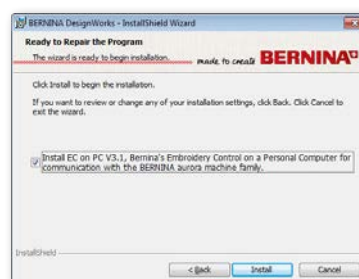 BERNINA DesignWorks - InstallShield Wizard
Ready to Repair the Program
The wizard is ready to begin installation.
made to create BERNINA
Click Install to begin the installation.
If you want to review or change any of your installation settings, click Back. Click Cancel to
exit the wizard.
Install EC on PC V3.1, Bernina's Embroidery Control on a Personal Computer for
communication with the BERNINA aurora machine family.
InstallShield
< Back
Install
Cancel